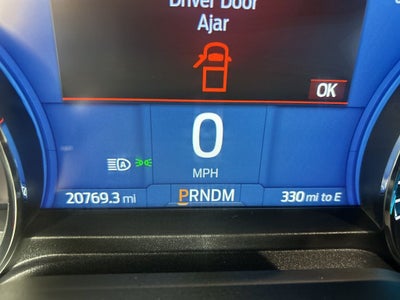 Driver Door
Ajar
OK
0
MPH
A
20769.3 mi
PRNDM
330 mi to E